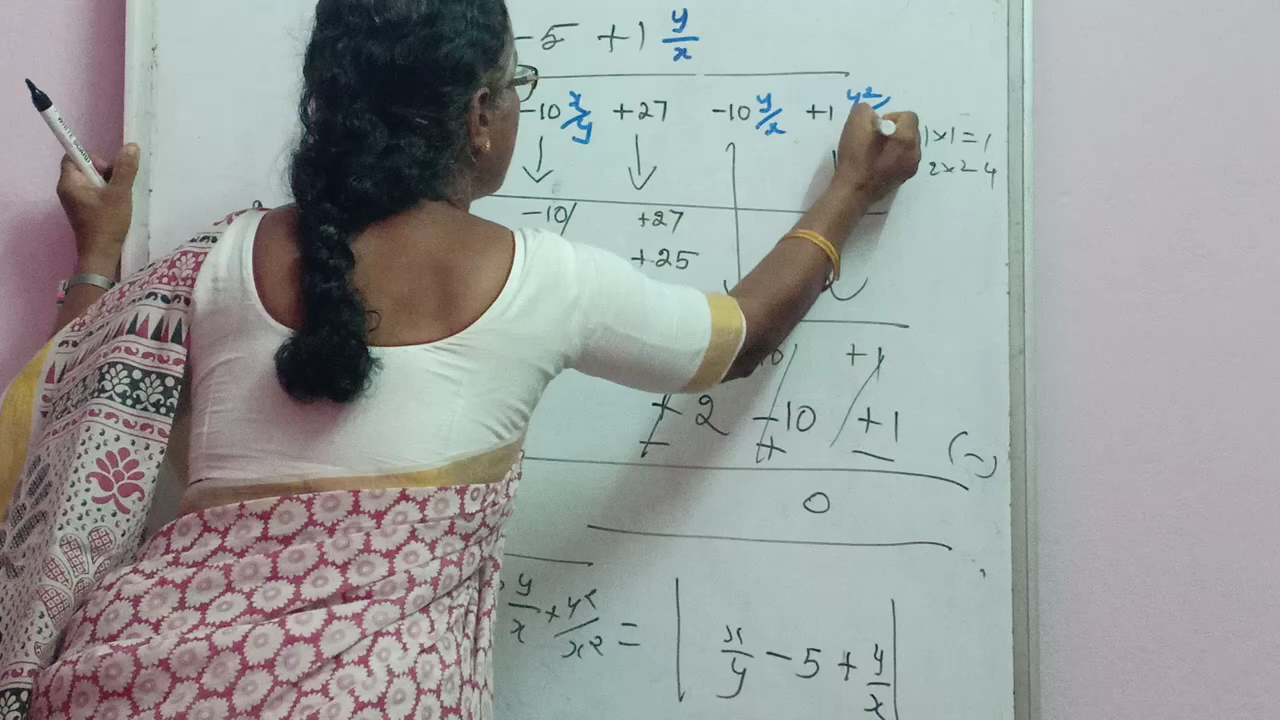 -5 +1 y/x
-10 x/y +27 -10 y/x +1 y²/
1×1=1
2×2=4
-10 +27
+25
+1
+2 -10 +1
- + - (-)
0
y/x + y²/x² = | x/y - 5 + y/x |